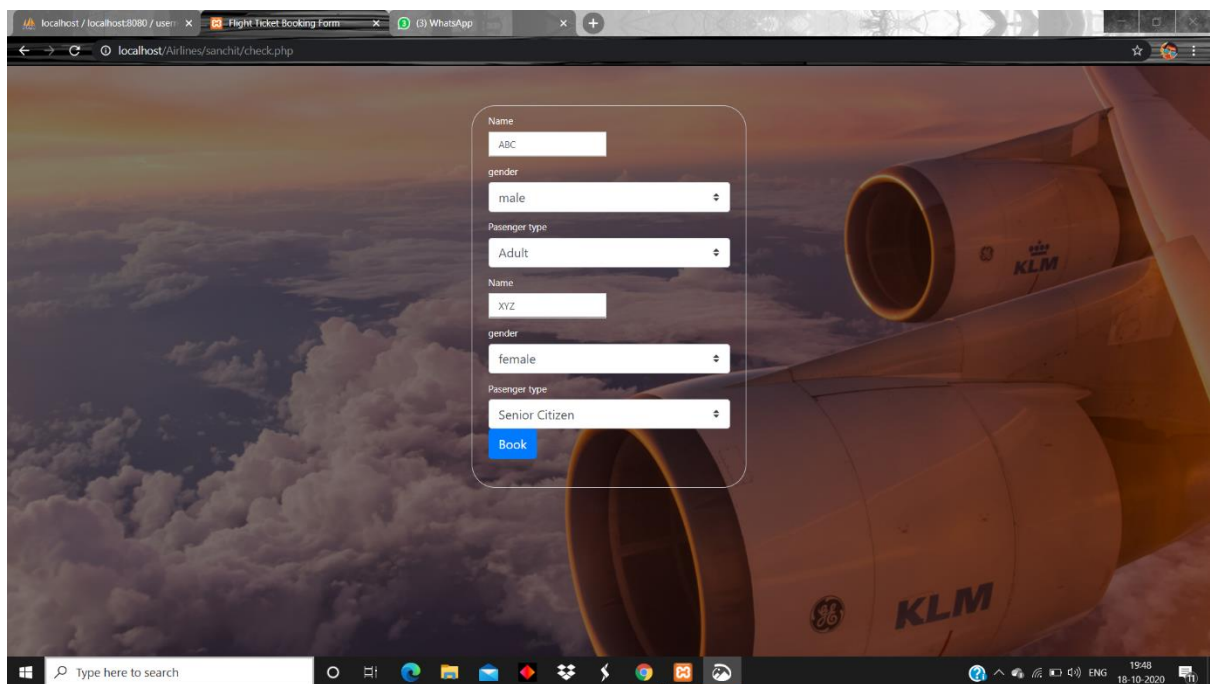 localhost / localhost:8080 / user
Flight Ticket Booking Form
(3) WhatsApp
localhost/Airlines/sanchit/check.php
Name
ABC
gender
male
Pasenger type
Adult
Name
XYZ
gender
female
Pasenger type
Senior Citizen
Book
KLM
KLM
Type here to search
ENG
19:48
18-10-2020